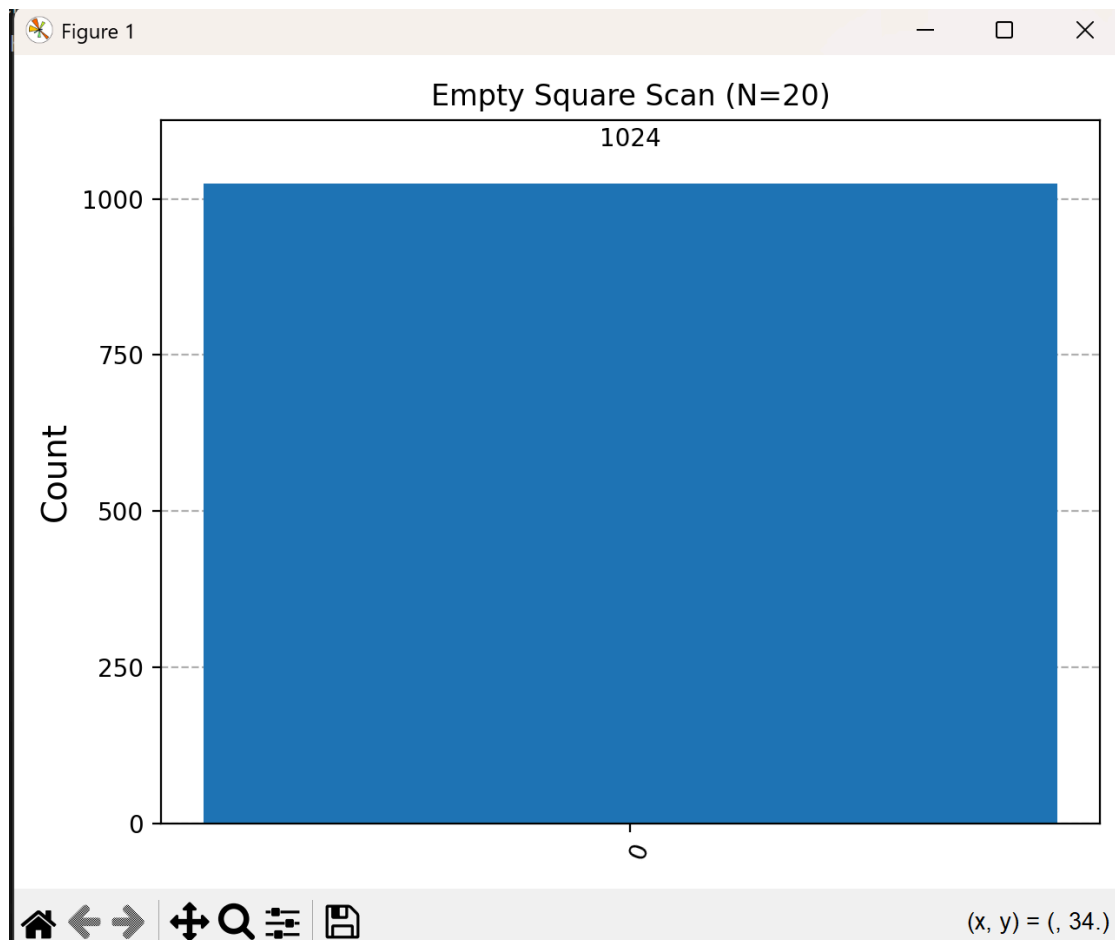 Figure 1
Empty Square Scan (N=20)
1024
1000
750
500
250
0
Count
0
(x, y) = (, 34.)